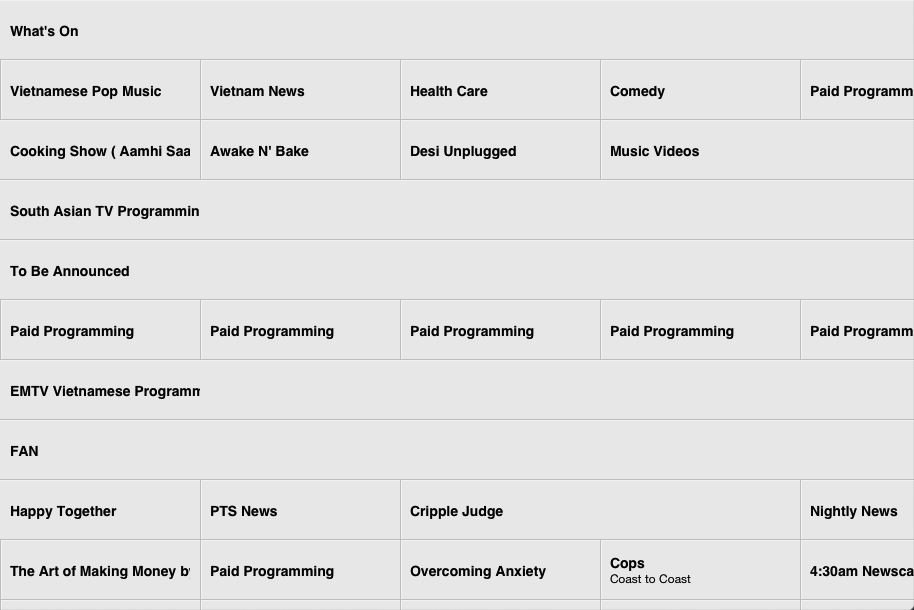 What's On
Vietnamese Pop Music Vietnam News Health Care Comedy Paid Programm
Cooking Show ( Aamhi Saa Awake N' Bake Desi Unplugged Music Videos
South Asian TV Programmin
To Be Announced
Paid Programming Paid Programming Paid Programming Paid Programming Paid Programm
EMTV Vietnamese Programm
FAN
Happy Together PTS News Cripple Judge Nightly News
The Art of Making Money by Paid Programming Overcoming Anxiety Cops 4:30am Newsca
Coast to Coast